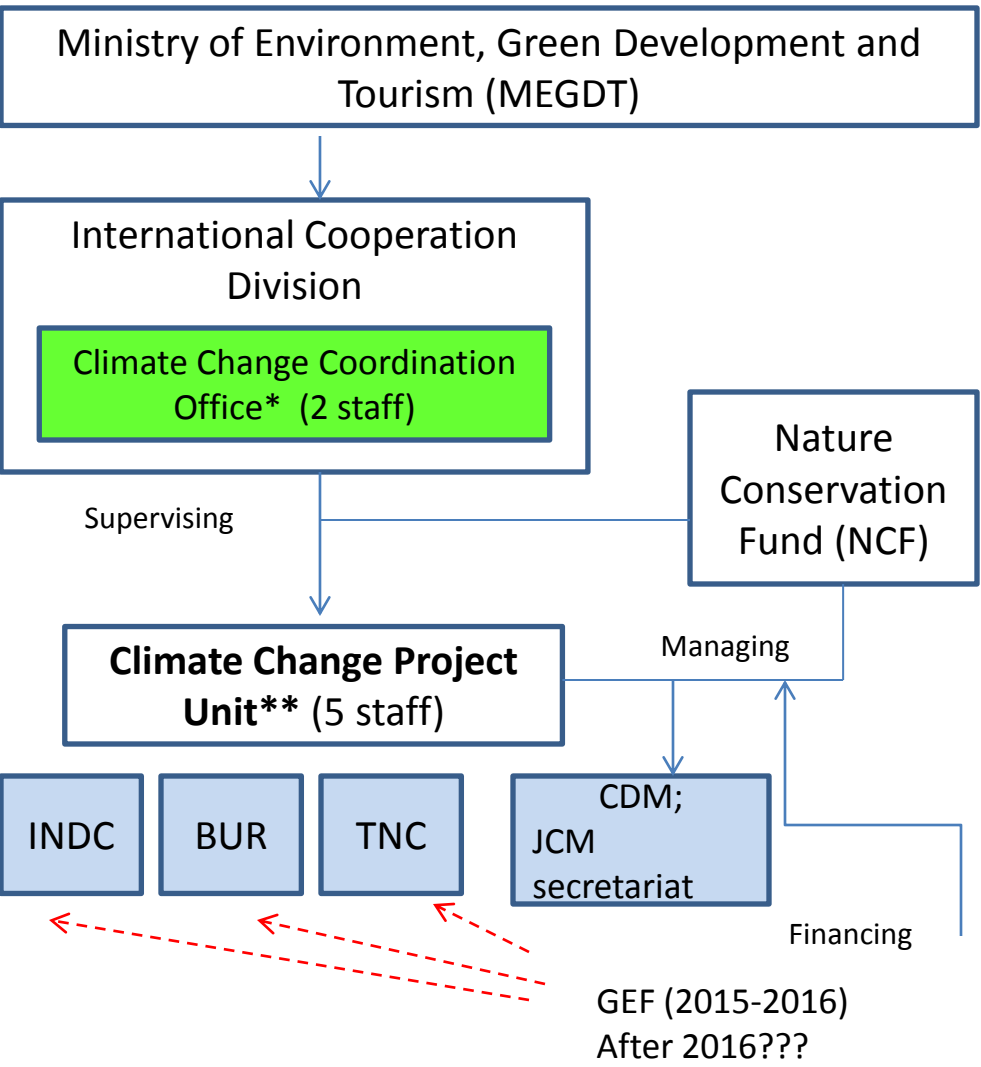 Ministry of Environment, Green Development and
Tourism (MEGDT)
International Cooperation
Division
Climate Change Coordination
Office* (2 staff)
Nature
Conservation
Fund (NCF)
Supervising
Managing
Climate Change Project
Unit** (5 staff)
INDC
BUR
TNC
CDM;
JCM
secretariat
Financing
GEF (2015-2016)
After 2016???